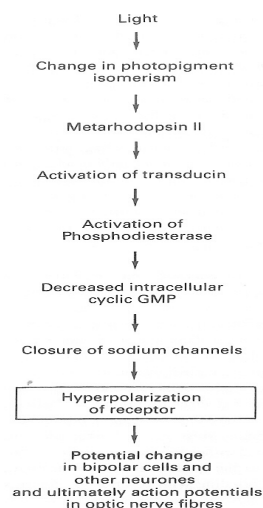 Light
Change in photopigment
isomerism
Metarhodopsin II
Activation of transducin
Activation of
Phosphodiesterase
Decreased intracellular
cyclic GMP
Closure of sodium channels
Hyperpolarization
of receptor
Potential change
in bipolar cells and
other neurones
and ultimately action potentials
in optic nerve fibres